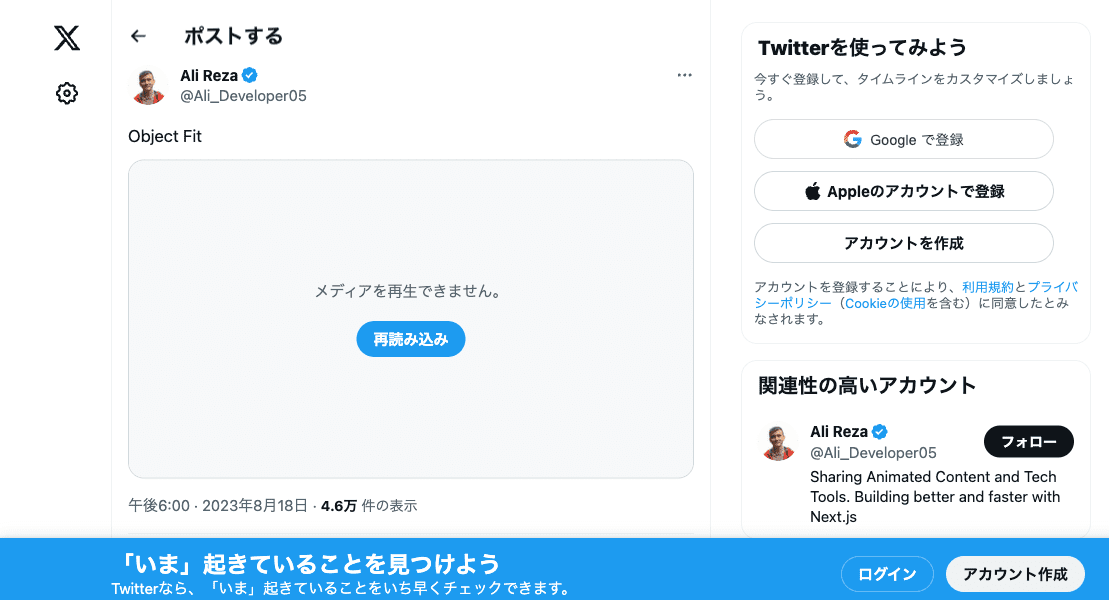 ポストする
Ali Reza
@Ali_Developer05
Object Fit
メディアを再生できません。
再読み込み
午後6:00 · 2023年8月18日 · 4.6万 件の表示
Twitterを使ってみよう
今すぐ登録して、タイムラインをカスタマイズしましょ
う。
Google で登録
Appleのアカウントで登録
アカウントを作成
アカウントを登録することにより、利用規約とプライバ
シーポリシー（Cookieの使用を含む）に同意したとみ
なされます。
関連性の高いアカウント
Ali Reza
@Ali_Developer05
フォロー
Sharing Animated Content and Tech
Tools. Building better and faster with
Next.js
「いま」起きていることを見つけよう
Twitterなら、「いま」起きていることをいち早くチェックできます。
ログイン
アカウント作成